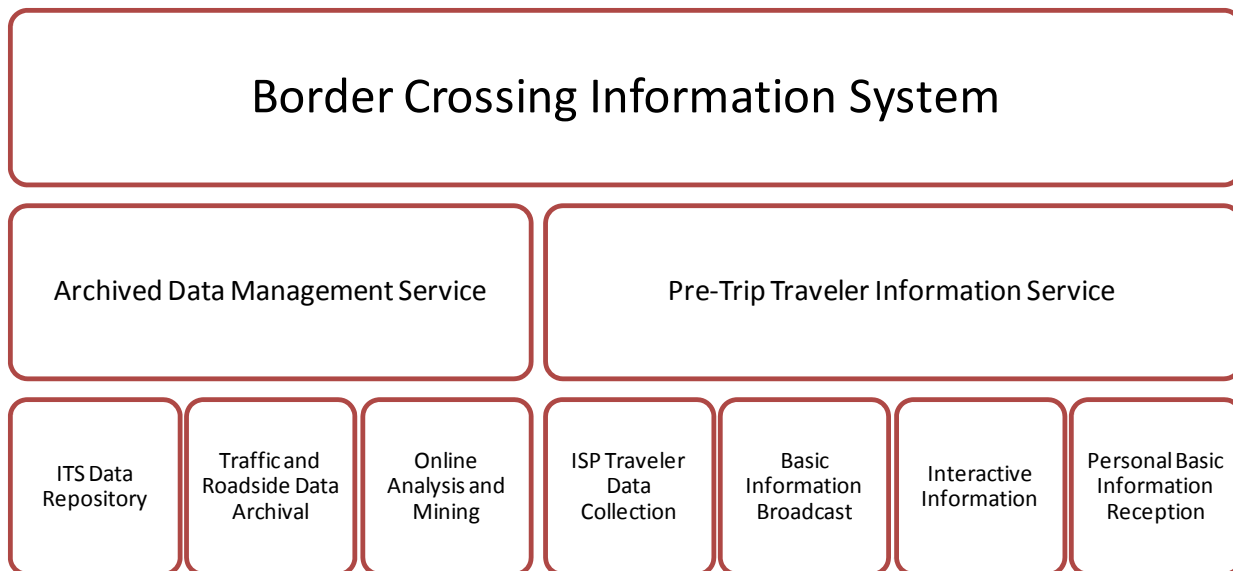 Border Crossing Information System
Archived Data Management Service
Pre-Trip Traveler Information Service
ITS Data
Repository
Traffic and
Roadside Data
Archival
Online
Analysis and
Mining
ISP Traveler
Data
Collection
Basic
Information
Broadcast
Interactive
Information
Personal Basic
Information
Reception